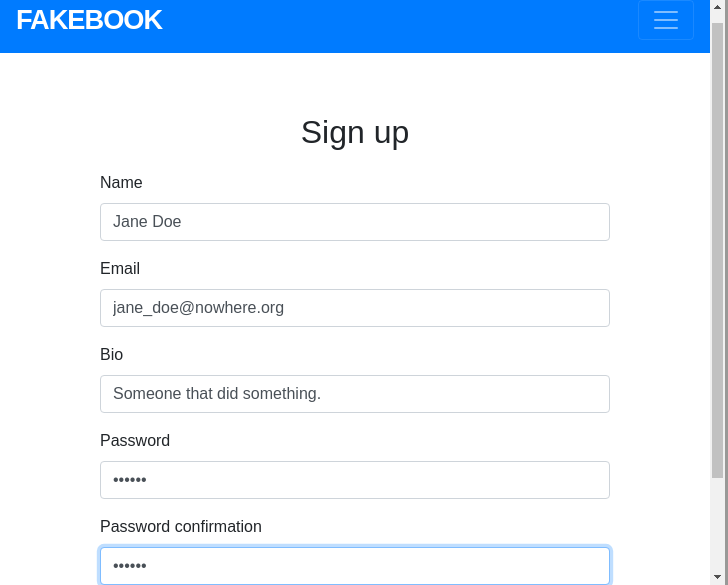 FAKEBOOK
Sign up
Name
Jane Doe
Email
jane_doe@nowhere.org
Bio
Someone that did something.
Password
••••••
Password confirmation
••••••